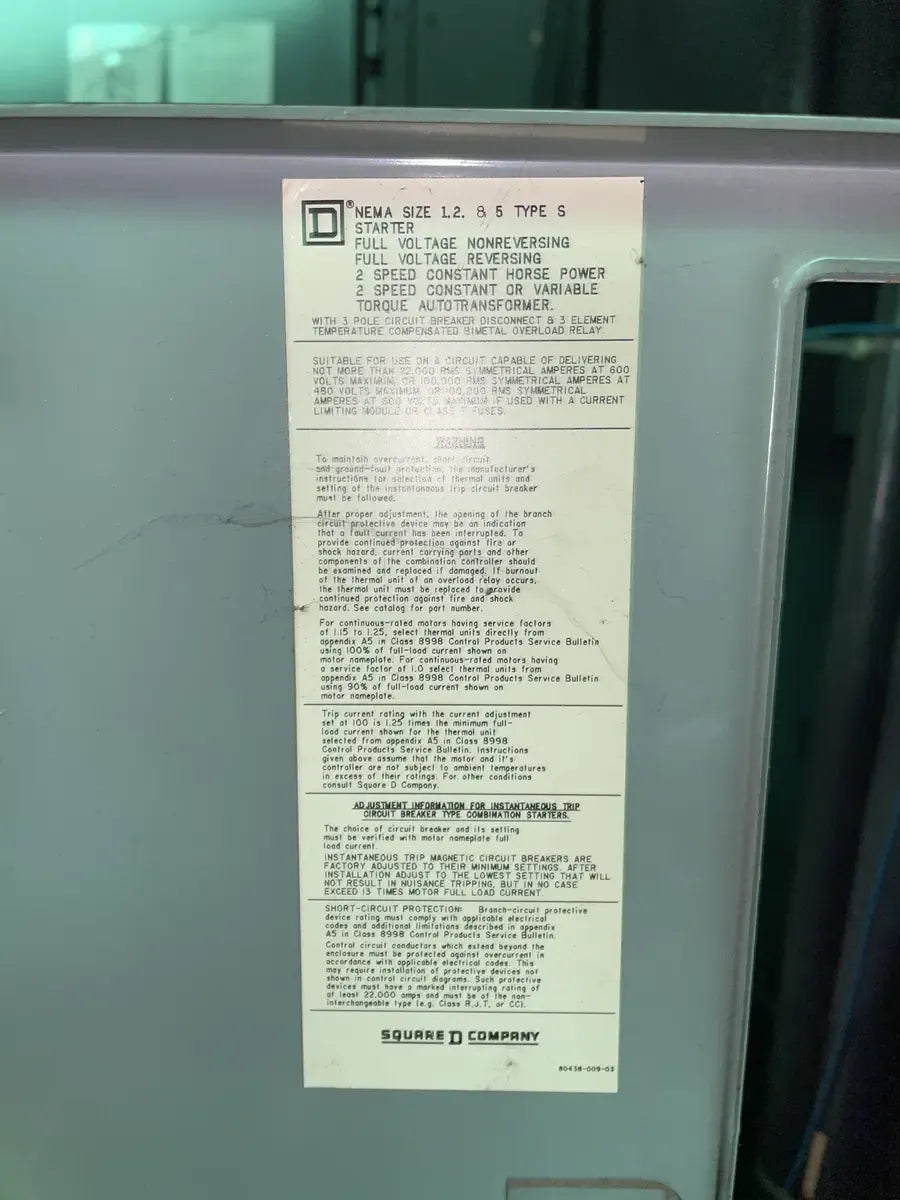 D® NEMA SIZE 1,2, & 5 TYPE S
STARTER
FULL VOLTAGE NONREVERSING
FULL VOLTAGE REVERSING
2 SPEED CONSTANT HORSE POWER
2 SPEED CONSTANT OR VARIABLE
TORQUE AUTOTRANSFORMER.
WITH 3 POLE CIRCUIT BREAKER DISCONNECT & 3 ELEMENT
TEMPERATURE COMPENSATED BIMETAL OVERLOAD RELAY.
SUITABLE FOR USE ON A CIRCUIT CAPABLE OF DELIVERING
NOT MORE THAN 22,000 RMS SYMMETRICAL AMPERES AT 600
VOLTS MAXIMUM, OR 100,000 RMS SYMMETRICAL AMPERES AT
480 VOLTS MAXIMUM, OR 100,000 RMS SYMMETRICAL
AMPERES AT 600 VOLTS MAXIMUM IF USED WITH A CURRENT
LIMITING MODULE OR CLASS T FUSES.
WARNING
To maintain overcurrent, short circuit
and ground-fault protection, the manufacturer's
instructions for selection of thermal units and
setting of the instantaneous trip circuit breaker
must be followed.
After proper adjustment, the opening of the branch
circuit protective device may be an indication
that a fault current has been interrupted. To
provide continued protection against fire or
shock hazard, current carrying parts and other
components of the combination controller should
be examined and replaced if damaged. If burnout
of the thermal unit of an overload relay occurs,
the thermal unit must be replaced to provide
continued protection against fire and shock
hazard. See catalog for part number.
For continuous-rated motors having service factors
of 1.15 to 1.25, select thermal units directly from
appendix A5 in Class 8998 Control Products Service Bulletin
using 100% of full-load current shown on
motor nameplate. For continuous-rated motors having
a service factor of 1.0 select thermal units from
appendix A5 in Class 8998 Control Products Service Bulletin
using 90% of full-load current shown on
motor nameplate.
Trip current rating with the current adjustment
set at 100 is 1.25 times the minimum full-
load current shown for the thermal unit
selected from appendix A5 in Class 8998
Control Products Service Bulletin. Instructions
given above assume that the motor and it's
controller are not subject to ambient temperatures
in excess of their ratings. For other conditions
consult Square D Company.
ADJUSTMENT INFORMATION FOR INSTANTANEOUS TRIP
CIRCUIT BREAKER TYPE COMBINATION STARTERS.
The choice of circuit breaker and its setting
must be verified with motor nameplate full
load current.
INSTANTANEOUS TRIP MAGNETIC CIRCUIT BREAKERS ARE
FACTORY ADJUSTED TO THEIR MINIMUM SETTINGS. AFTER
INSTALLATION ADJUST TO THE LOWEST SETTING THAT WILL
NOT RESULT IN NUISANCE TRIPPING, BUT IN NO CASE
EXCEED 13 TIMES MOTOR FULL LOAD CURRENT.
SHORT-CIRCUIT PROTECTION: Branch-circuit protective
device rating must comply with applicable electrical
codes and additional limitations described in appendix
A5 in Class 8998 Control Products Service Bulletin.
Control circuit conductors which extend beyond the
enclosure must be protected against overcurrent in
accordance with applicable electrical codes. This
may require installation of protective devices not
shown in control circuit diagrams. Such protective
devices must have a marked interrupting rating of
at least 22,000 amps and must be of the non-
interchangeable type (e.g. Class R,J,T, or CC).
SQUARE D COMPANY
80438-009-03